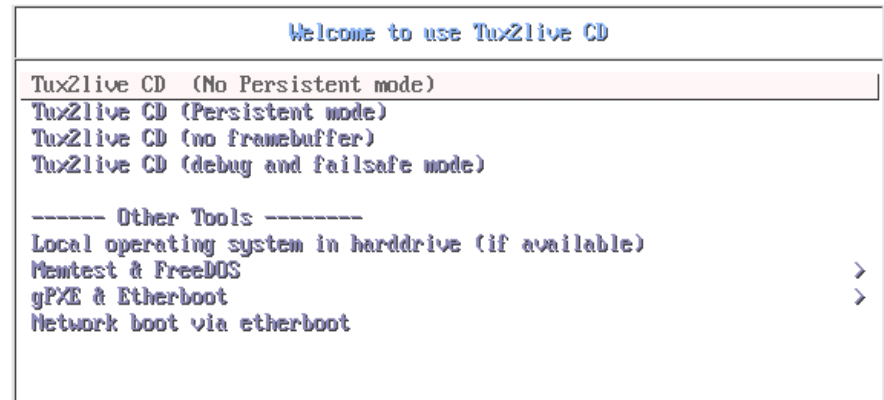 Welcome to use Tux2live CD
Tux2live CD (No Persistent mode)
Tux2live CD (Persistent mode)
Tux2live CD (no framebuffer)
Tux2live CD (debug and failsafe mode)
------ Other Tools --------
Local operating system in harddrive (if available)
Memtest & FreeDOS >
gPXE & Etherboot >
Network boot via etherboot